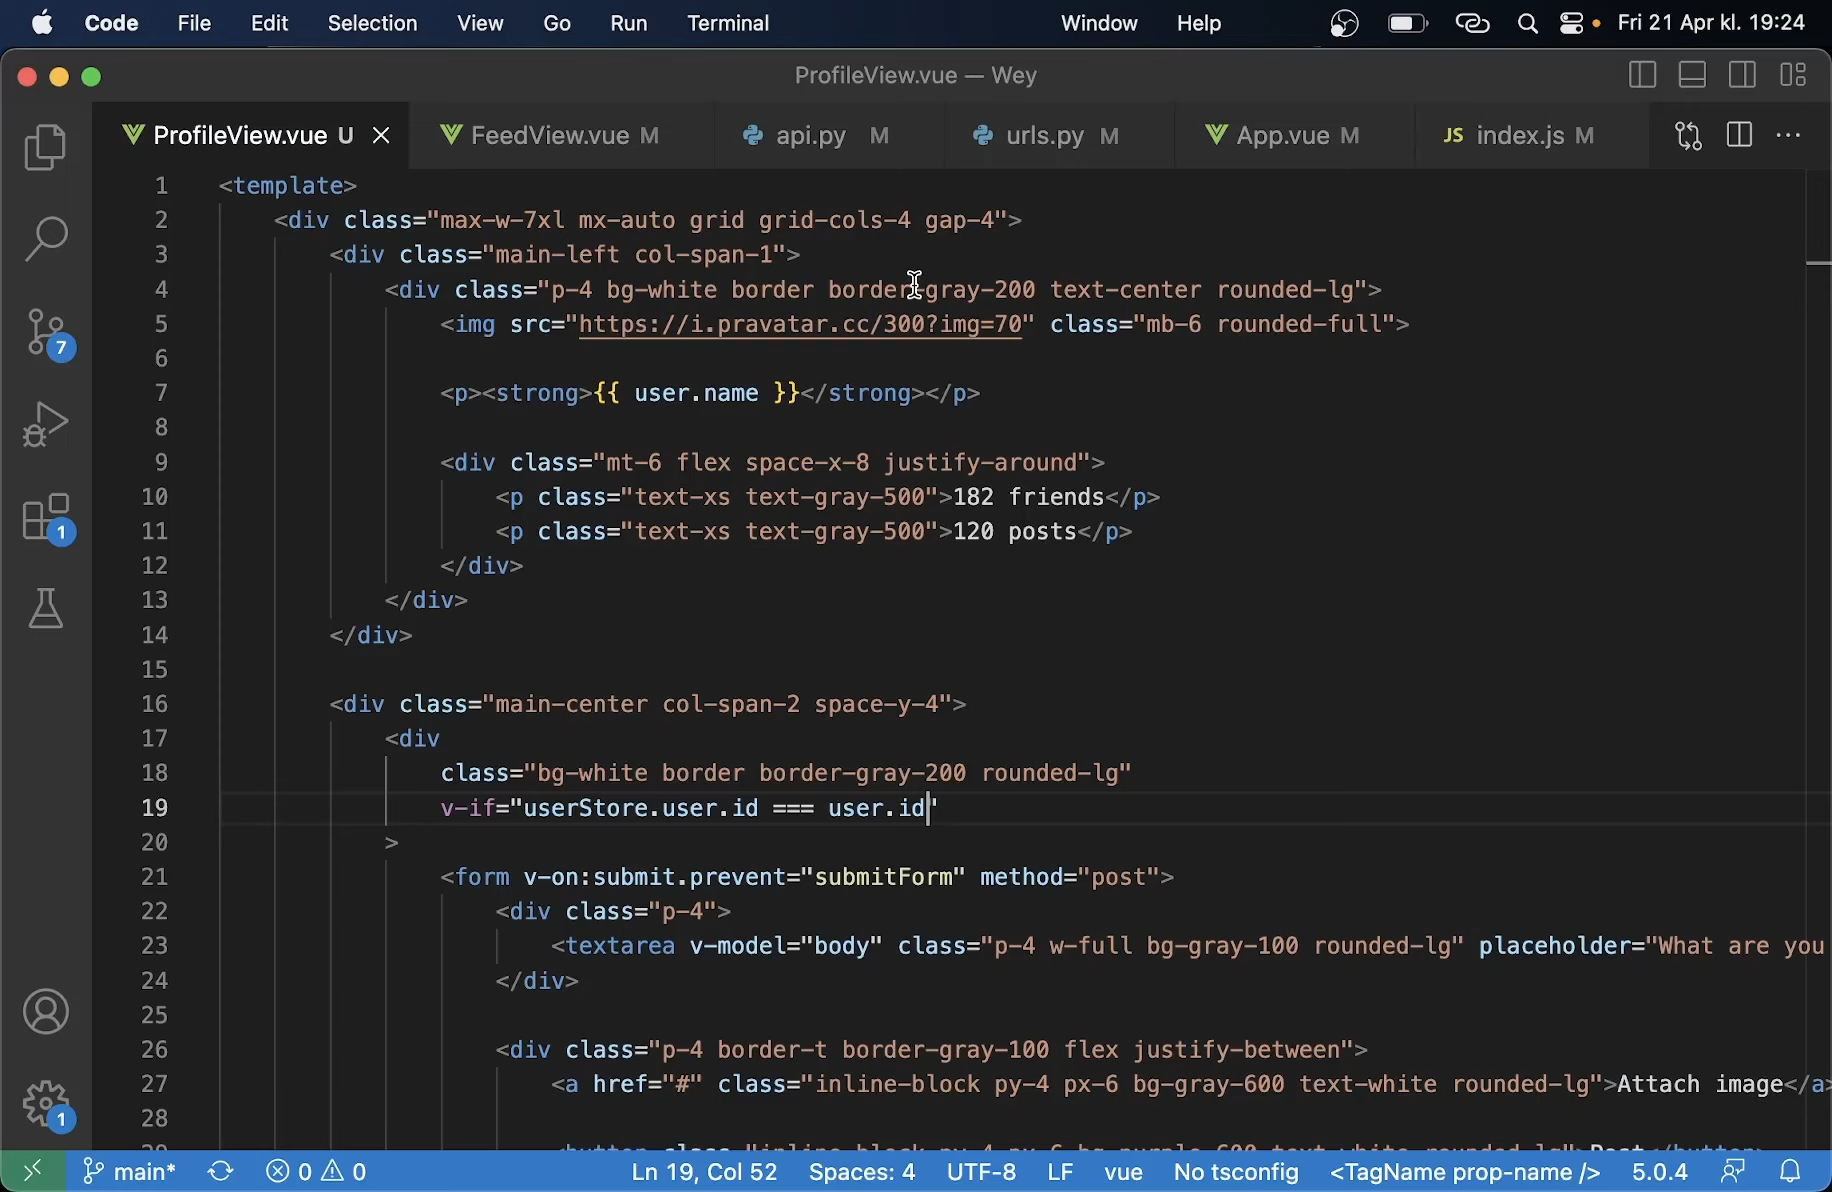 Code File Edit Selection View Go Run Terminal Window Help Fri 21 Apr kl. 19:24
ProfileView.vue — Wey
ProfileView.vue U FeedView.vue M api.py M urls.py M App.vue M JS index.js M
1 <template>
2 <div class="max-w-7xl mx-auto grid grid-cols-4 gap-4">
3 <div class="main-left col-span-1">
4 <div class="p-4 bg-white border border-gray-200 text-center rounded-lg">
5 <img src="https://i.pravatar.cc/300?img=70" class="mb-6 rounded-full">
6
7 <p><strong>{{ user.name }}</strong></p>
8
9 <div class="mt-6 flex space-x-8 justify-around">
10 <p class="text-xs text-gray-500">182 friends</p>
11 <p class="text-xs text-gray-500">120 posts</p>
12 </div>
13 </div>
14 </div>
15
16 <div class="main-center col-span-2 space-y-4">
17 <div
18 class="bg-white border border-gray-200 rounded-lg"
19 v-if="userStore.user.id === user.id"
20 >
21 <form v-on:submit.prevent="submitForm" method="post">
22 <div class="p-4">
23 <textarea v-model="body" class="p-4 w-full bg-gray-100 rounded-lg" placeholder="What are you
24 </div>
25
26 <div class="p-4 border-t border-gray-100 flex justify-between">
27 <a href="#" class="inline-block py-4 px-6 bg-gray-600 text-white rounded-lg">Attach image</a>
28
7
1
1
main* 0 0 Ln 19, Col 52 Spaces: 4 UTF-8 LF vue No tsconfig <TagName prop-name /> 5.0.4